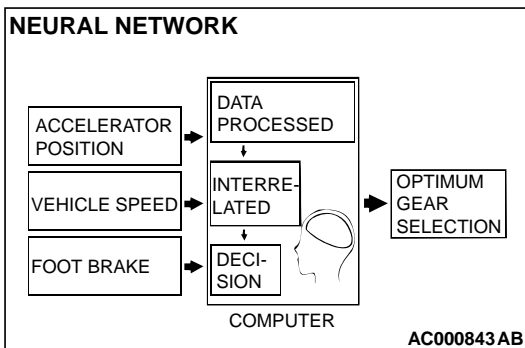 NEURAL NETWORK
ACCELERATOR
POSITION
VEHICLE SPEED
FOOT BRAKE
DATA
PROCESSED
INTERRE-
LATED
DECI-
SION
COMPUTER
OPTIMUM
GEAR
SELECTION
AC000843AB